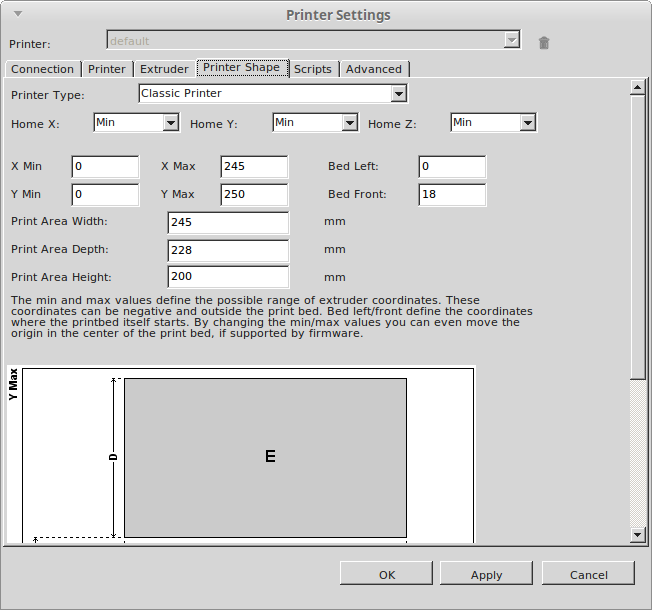 Printer Settings
Printer: default
Connection Printer Extruder Printer Shape Scripts Advanced
Printer Type: Classic Printer
Home X: Min Home Y: Min Home Z: Min
X Min 0 X Max 245 Bed Left: 0
Y Min 0 Y Max 250 Bed Front: 18
Print Area Width: 245 mm
Print Area Depth: 228 mm
Print Area Height: 200 mm
The min and max values define the possible range of extruder coordinates. These
coordinates can be negative and outside the print bed. Bed left/front define the coordinates
where the printbed itself starts. By changing the min/max values you can even move the
origin in the center of the print bed, if supported by firmware.
Y Max
D
E
OK Apply Cancel